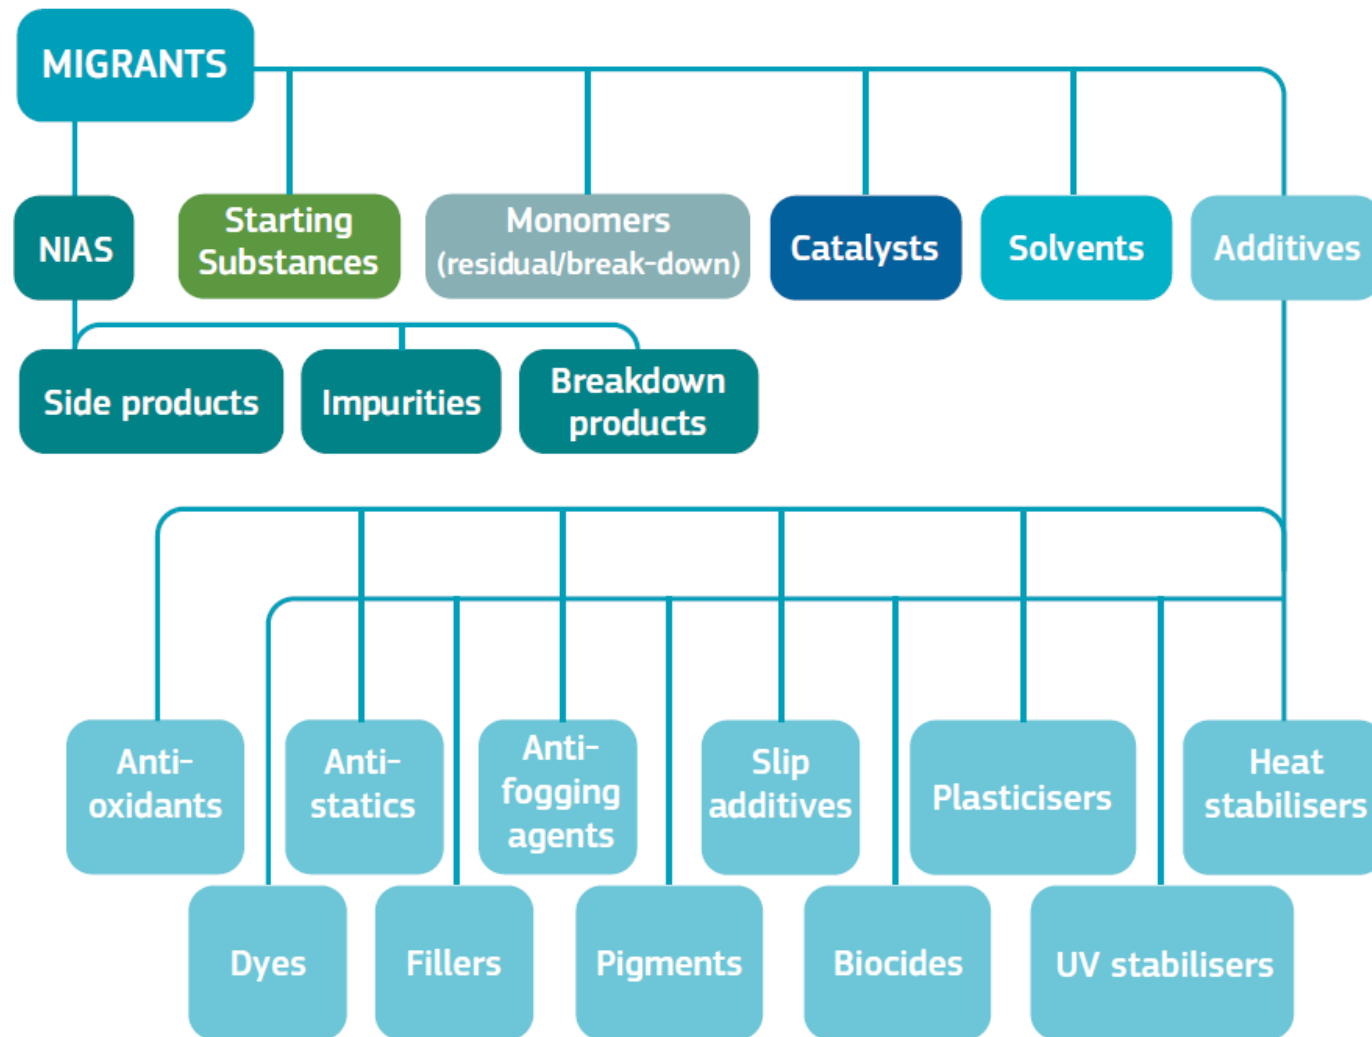 MIGRANTS
NIAS
Starting
Substances
Monomers
(residual/break-down)
Catalysts
Solvents
Additives
Side products
Impurities
Breakdown
products
Anti-
oxidants
Anti-
statics
Anti-
fogging
agents
Slip
additives
Plasticisers
Heat
stabilisers
Dyes
Fillers
Pigments
Biocides
UV stabilisers